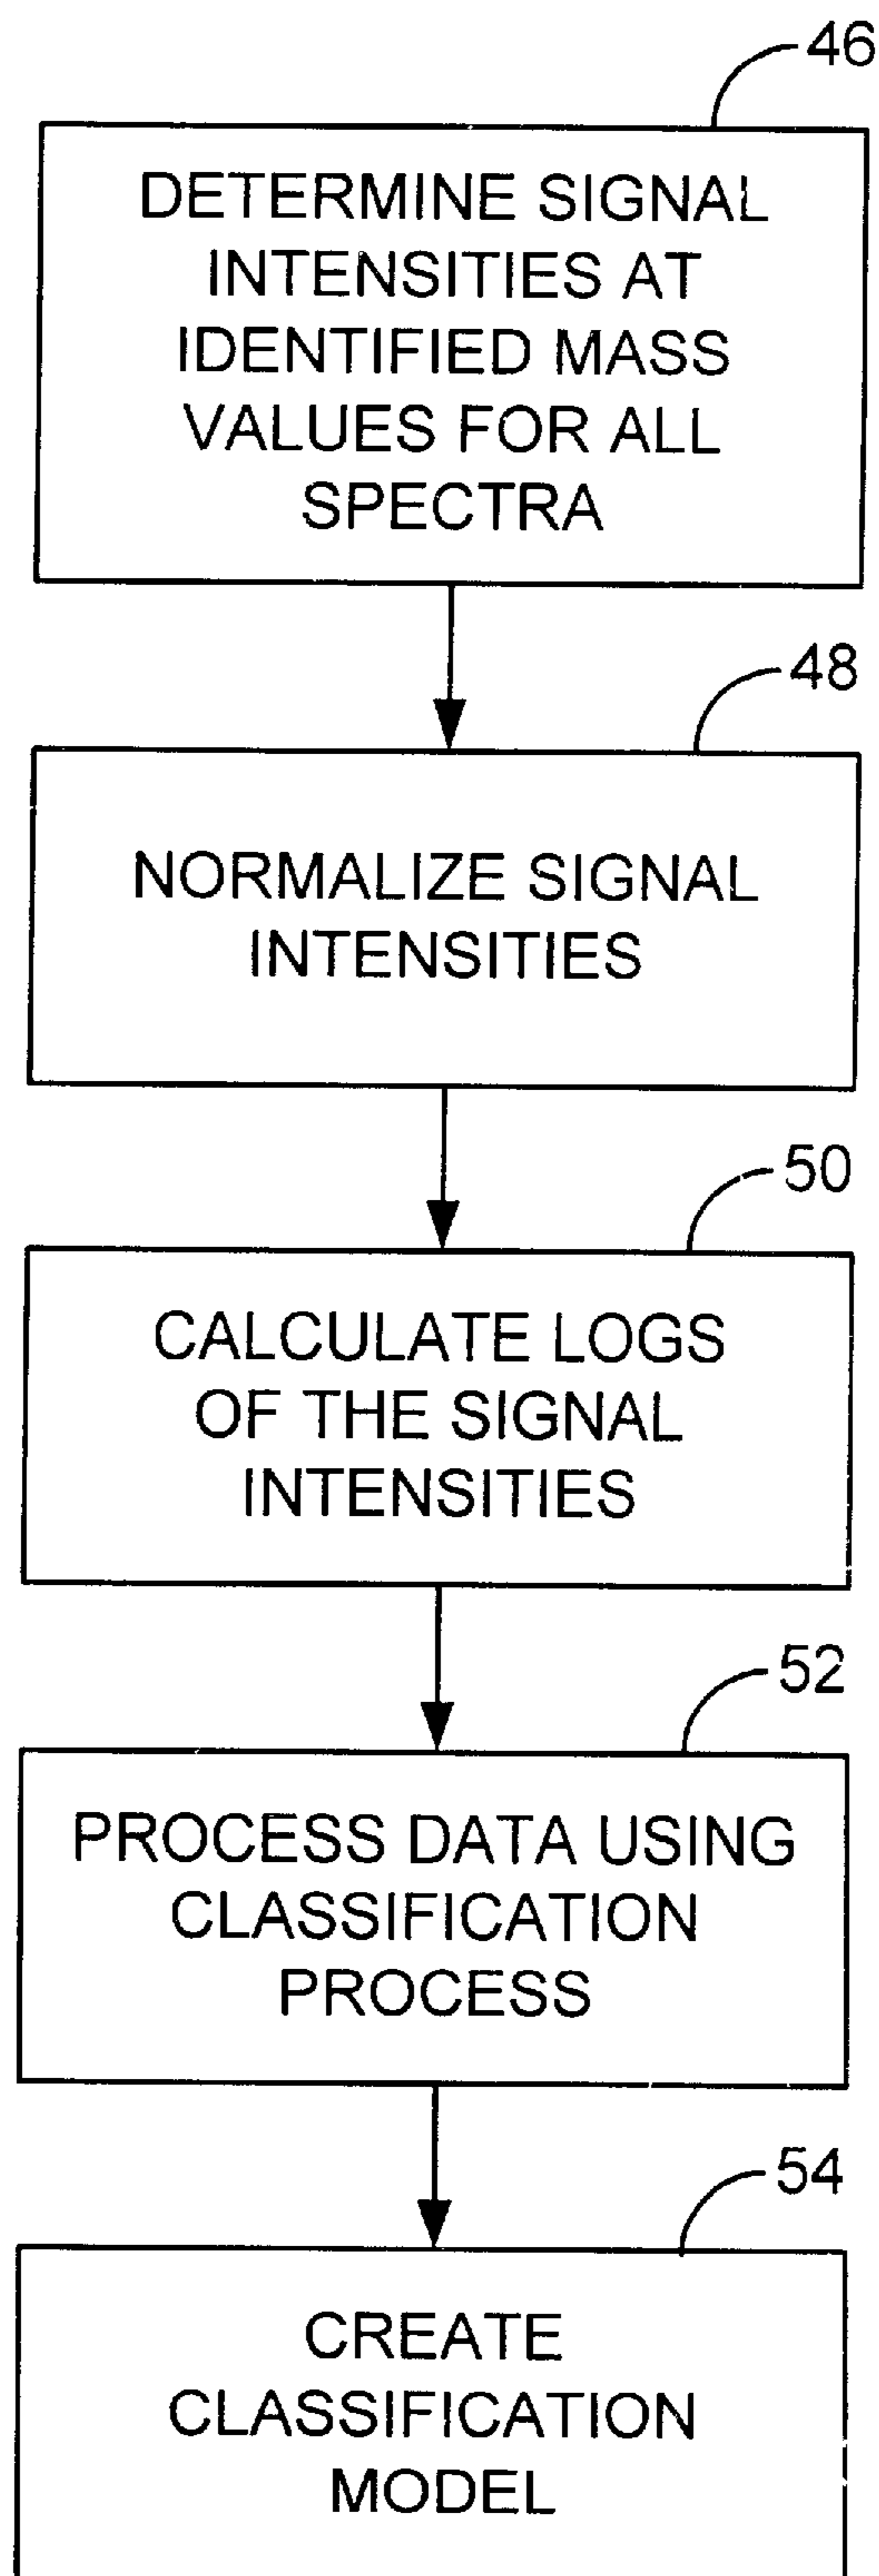 46
DETERMINE SIGNAL
INTENSITIES AT
IDENTIFIED MASS
VALUES FOR ALL
SPECTRA
48
NORMALIZE SIGNAL
INTENSITIES
50
CALCULATE LOGS
OF THE SIGNAL
INTENSITIES
52
PROCESS DATA USING
CLASSIFICATION
PROCESS
54
CREATE
CLASSIFICATION
MODEL